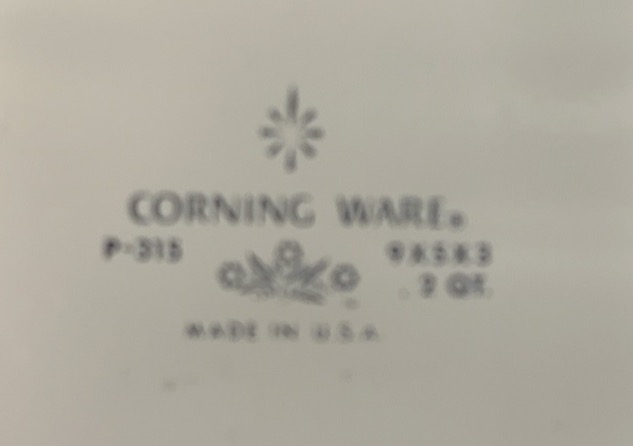 CORNING WARE®
P-315 9X5X3
2 QT.
MADE IN U.S.A.